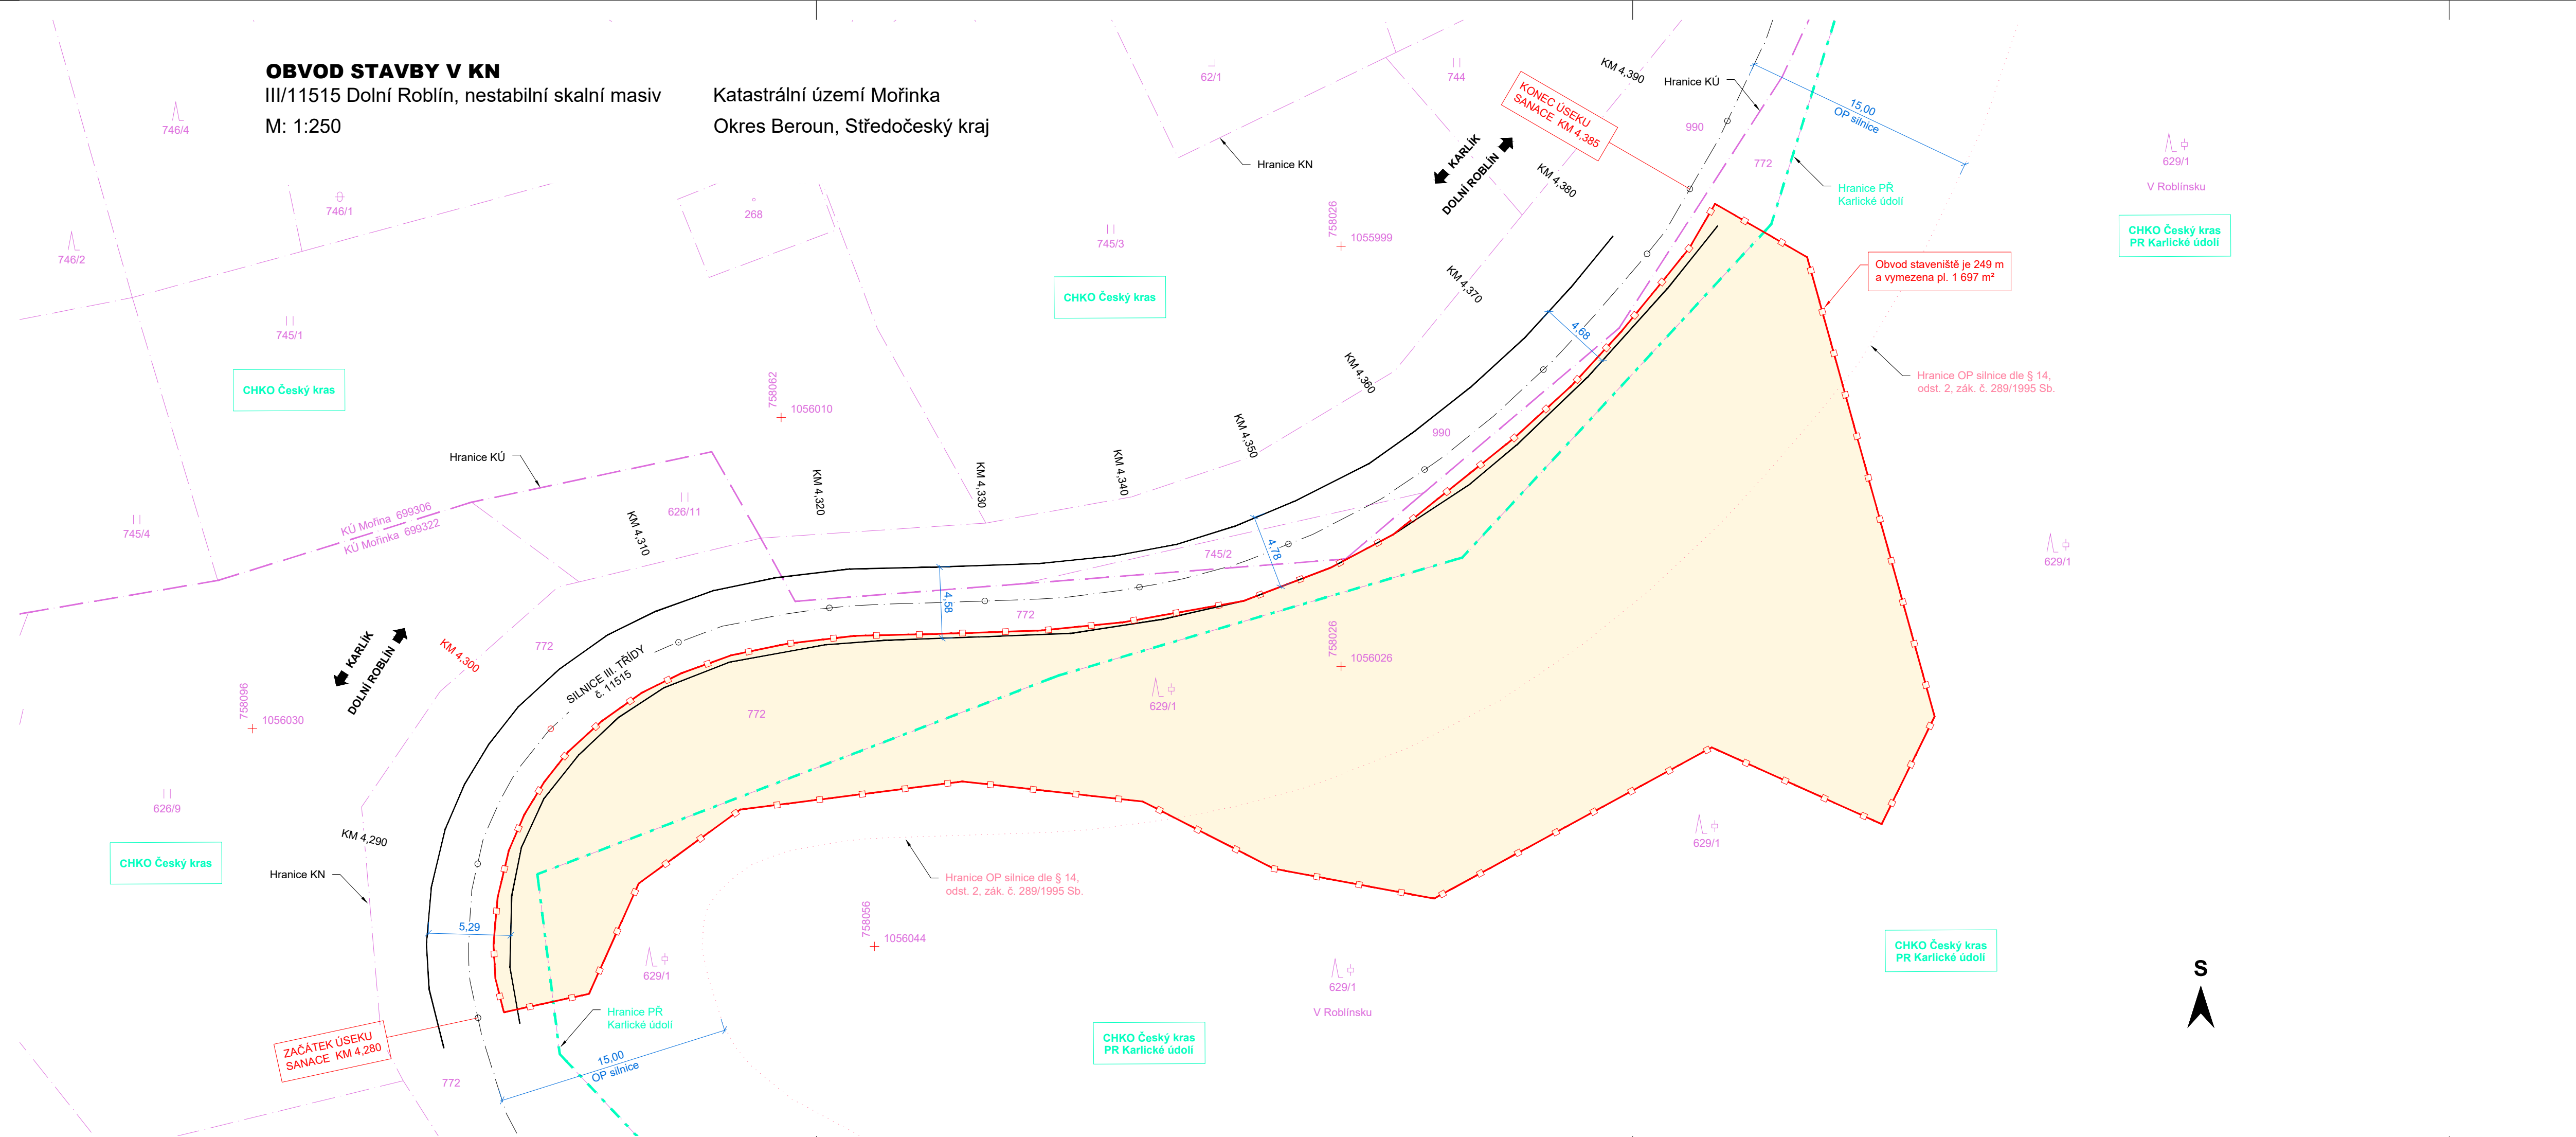 OBVOD STAVBY V KN
III/11515 Dolní Roblín, nestabilní skalní masiv
M: 1:250
Katastrální území Mořinka
Okres Beroun, Středočeský kraj
746/4
746/1
746/2
745/1
CHKO Český kras
745/4
268
62/1
744
Hranice KN
745/3
CHKO Český kras
758026
1055999
758062
1056010
KARLÍK
DOLNÍ ROBLÍN
KONEC ÚSEKU
SANACE KM 4,385
KM 4,390
KM 4,380
KM 4,370
KM 4,360
KM 4,350
KM 4,340
KM 4,330
KM 4,320
KM 4,310
KM 4,300
KM 4,290
Hranice KÚ
990
772
15,00
OP silnice
Hranice PŘ
Karlické údolí
629/1
V Roblínsku
CHKO Český kras
PR Karlické údolí
Obvod staveniště je 249 m
a vymezena pl. 1 697 m²
Hranice OP silnice dle § 14,
odst. 2, zák. č. 289/1995 Sb.
4,68
990
Hranice KÚ
KÚ Mořina 699306
KÚ Mořinka 699322
626/11
745/2
4,78
4,58
772
629/1
758026
1056026
772
SILNICE III. TŘÍDY
č. 11515
KARLÍK
DOLNÍ ROBLÍN
772
629/1
758096
1056030
626/9
CHKO Český kras
Hranice KN
5,29
Hranice OP silnice dle § 14,
odst. 2, zák. č. 289/1995 Sb.
758056
1056044
629/1
629/1
629/1
V Roblínsku
CHKO Český kras
PR Karlické údolí
CHKO Český kras
PR Karlické údolí
S
Hranice PŘ
Karlické údolí
15,00
OP silnice
ZAČÁTEK ÚSEKU
SANACE KM 4,280
772